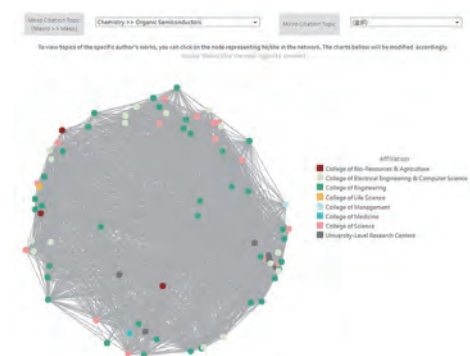 Micro Citation Topic
(Macro >> Meso)
Chemistry >> Organic Semiconductors
Micro Citation Topic
(全部)
To view topics of the specific author's works, you can click on the node representing he/she in the network. The charts below will be modified accordingly.
Affiliation
College of Bio-Resources & Agriculture
College of Electrical Engineering & Computer Science
College of Engineering
College of Life Science
College of Management
College of Medicine
College of Science
University-Level Research Centers